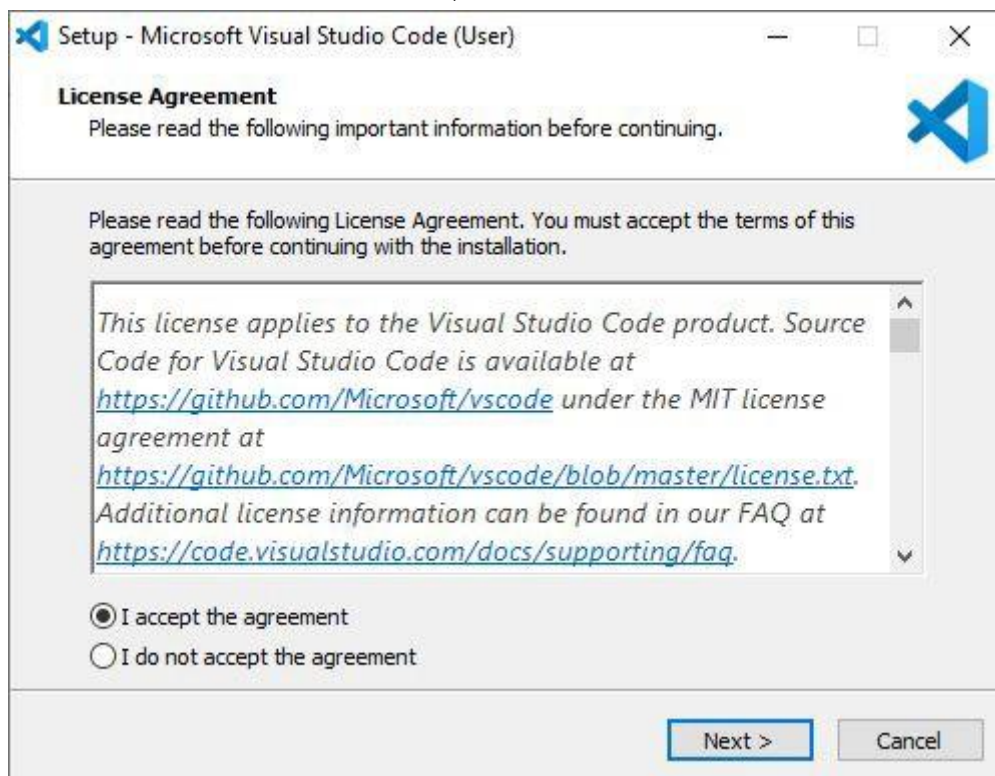 Setup - Microsoft Visual Studio Code (User)
License Agreement
Please read the following important information before continuing.
Please read the following License Agreement. You must accept the terms of this
agreement before continuing with the installation.
This license applies to the Visual Studio Code product. Source
Code for Visual Studio Code is available at
https://github.com/Microsoft/vscode under the MIT license
agreement at
https://github.com/Microsoft/vscode/blob/master/license.txt.
Additional license information can be found in our FAQ at
https://code.visualstudio.com/docs/supporting/faq.
I accept the agreement
I do not accept the agreement
Next > Cancel